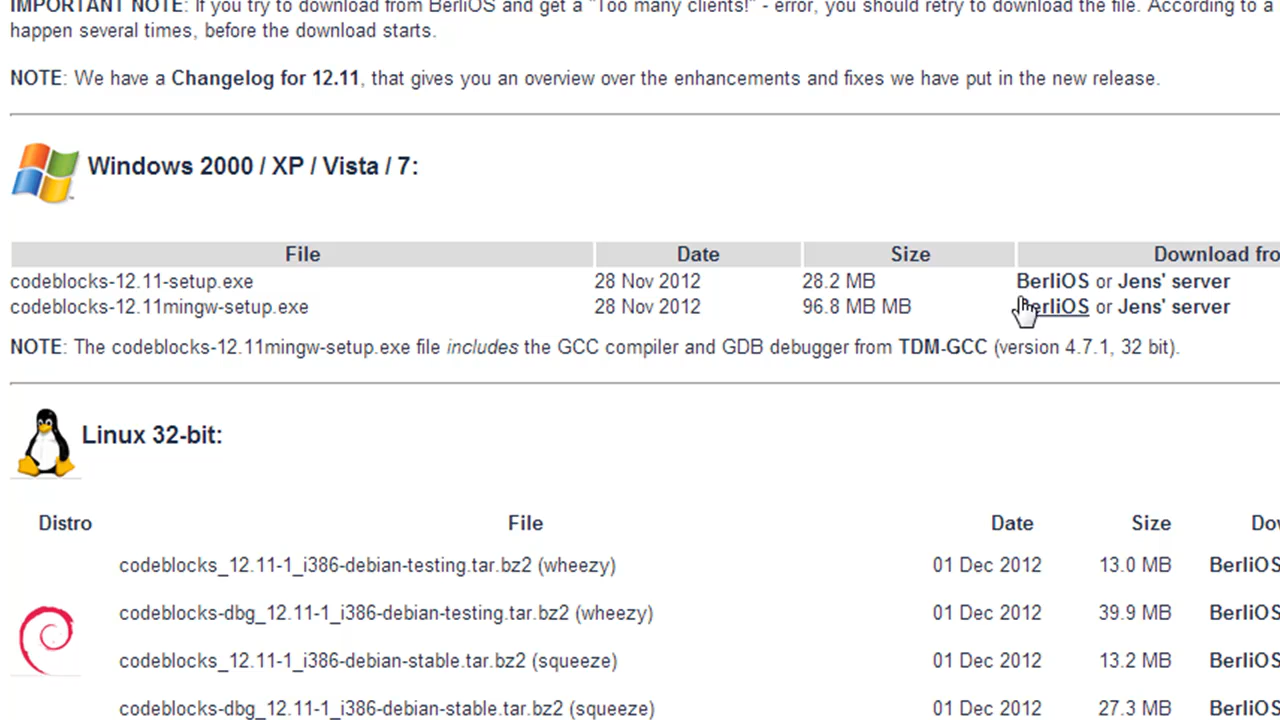 IMPORTANT NOTE: If you try to download from BerliOS and get a "Too many clients!" - error, you should retry to download the file. According to a
happen several times, before the download starts.
NOTE: We have a Changelog for 12.11, that gives you an overview over the enhancements and fixes we have put in the new release.
Windows 2000 / XP / Vista / 7:
File Date Size Download fro
codeblocks-12.11-setup.exe 28 Nov 2012 28.2 MB BerliOS or Jens' server
codeblocks-12.11mingw-setup.exe 28 Nov 2012 96.8 MB MB BerliOS or Jens' server
NOTE: The codeblocks-12.11mingw-setup.exe file includes the GCC compiler and GDB debugger from TDM-GCC (version 4.7.1, 32 bit).
Linux 32-bit:
Distro File Date Size Dow
codeblocks_12.11-1_i386-debian-testing.tar.bz2 (wheezy) 01 Dec 2012 13.0 MB BerliOS
codeblocks-dbg_12.11-1_i386-debian-testing.tar.bz2 (wheezy) 01 Dec 2012 39.9 MB BerliOS
codeblocks_12.11-1_i386-debian-stable.tar.bz2 (squeeze) 01 Dec 2012 13.2 MB BerliOS
codeblocks-dbg_12.11-1_i386-debian-stable.tar.bz2 (squeeze) 01 Dec 2012 27.3 MB BerliOS